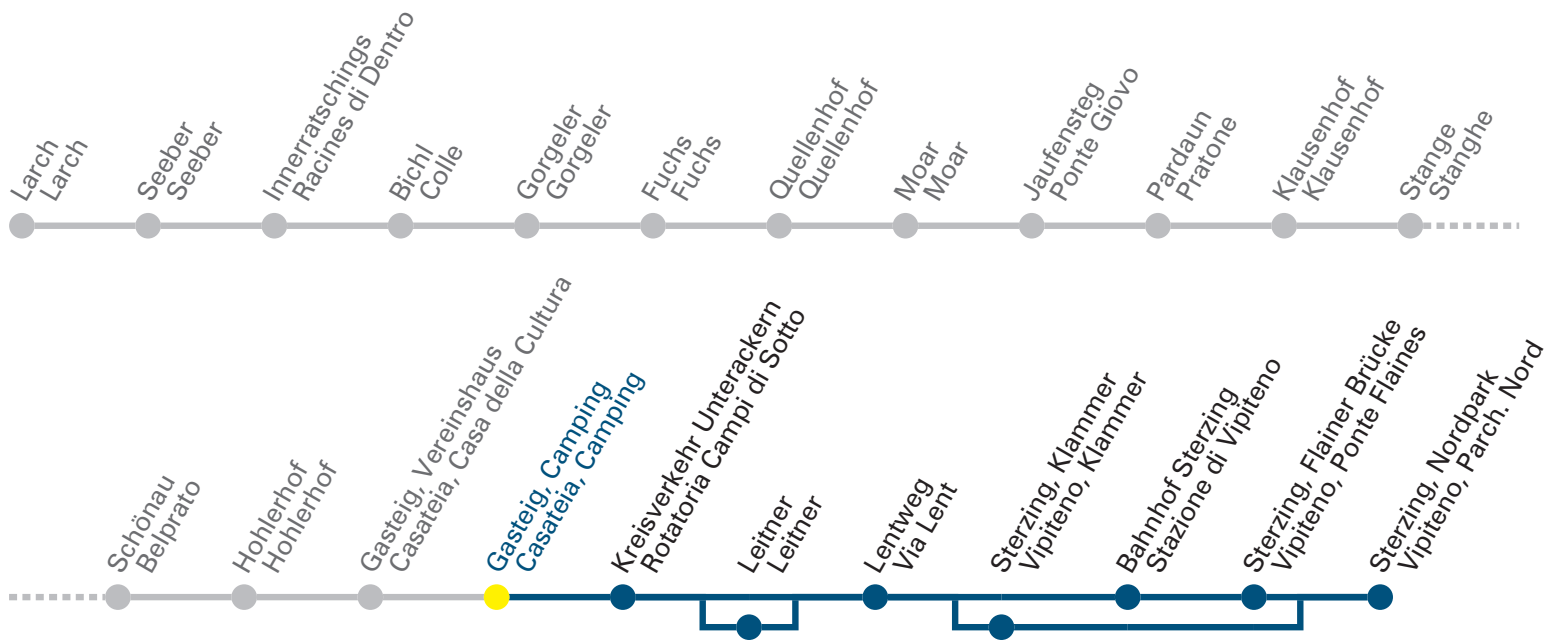 Larch
Larch
Seeber
Seeber
Innerratschings
Racines di Dentro
Bichl
Colle
Gorgeler
Gorgeler
Fuchs
Fuchs
Quellenhof
Quellenhof
Moar
Moar
Jaufensteg
Ponte Giovo
Pardaun
Pratone
Klausenhof
Klausenhof
Stange
Stanghe
Schönau
Belprato
Hohlerhof
Hohlerhof
Gasteig, Vereinshaus
Casateia, Casa della Cultura
Gasteig, Camping
Casateia, Camping
Kreisverkehr Unterackern
Rotatoria Campi di Sotto
Leitner
Leitner
Lentweg
Via Lent
Sterzing, Klammer
Vipiteno, Klammer
Bahnhof Sterzing
Stazione di Vipiteno
Sterzing, Flainer Brücke
Vipiteno, Ponte Flaines
Sterzing, Nordpark
Vipiteno, Parch. Nord